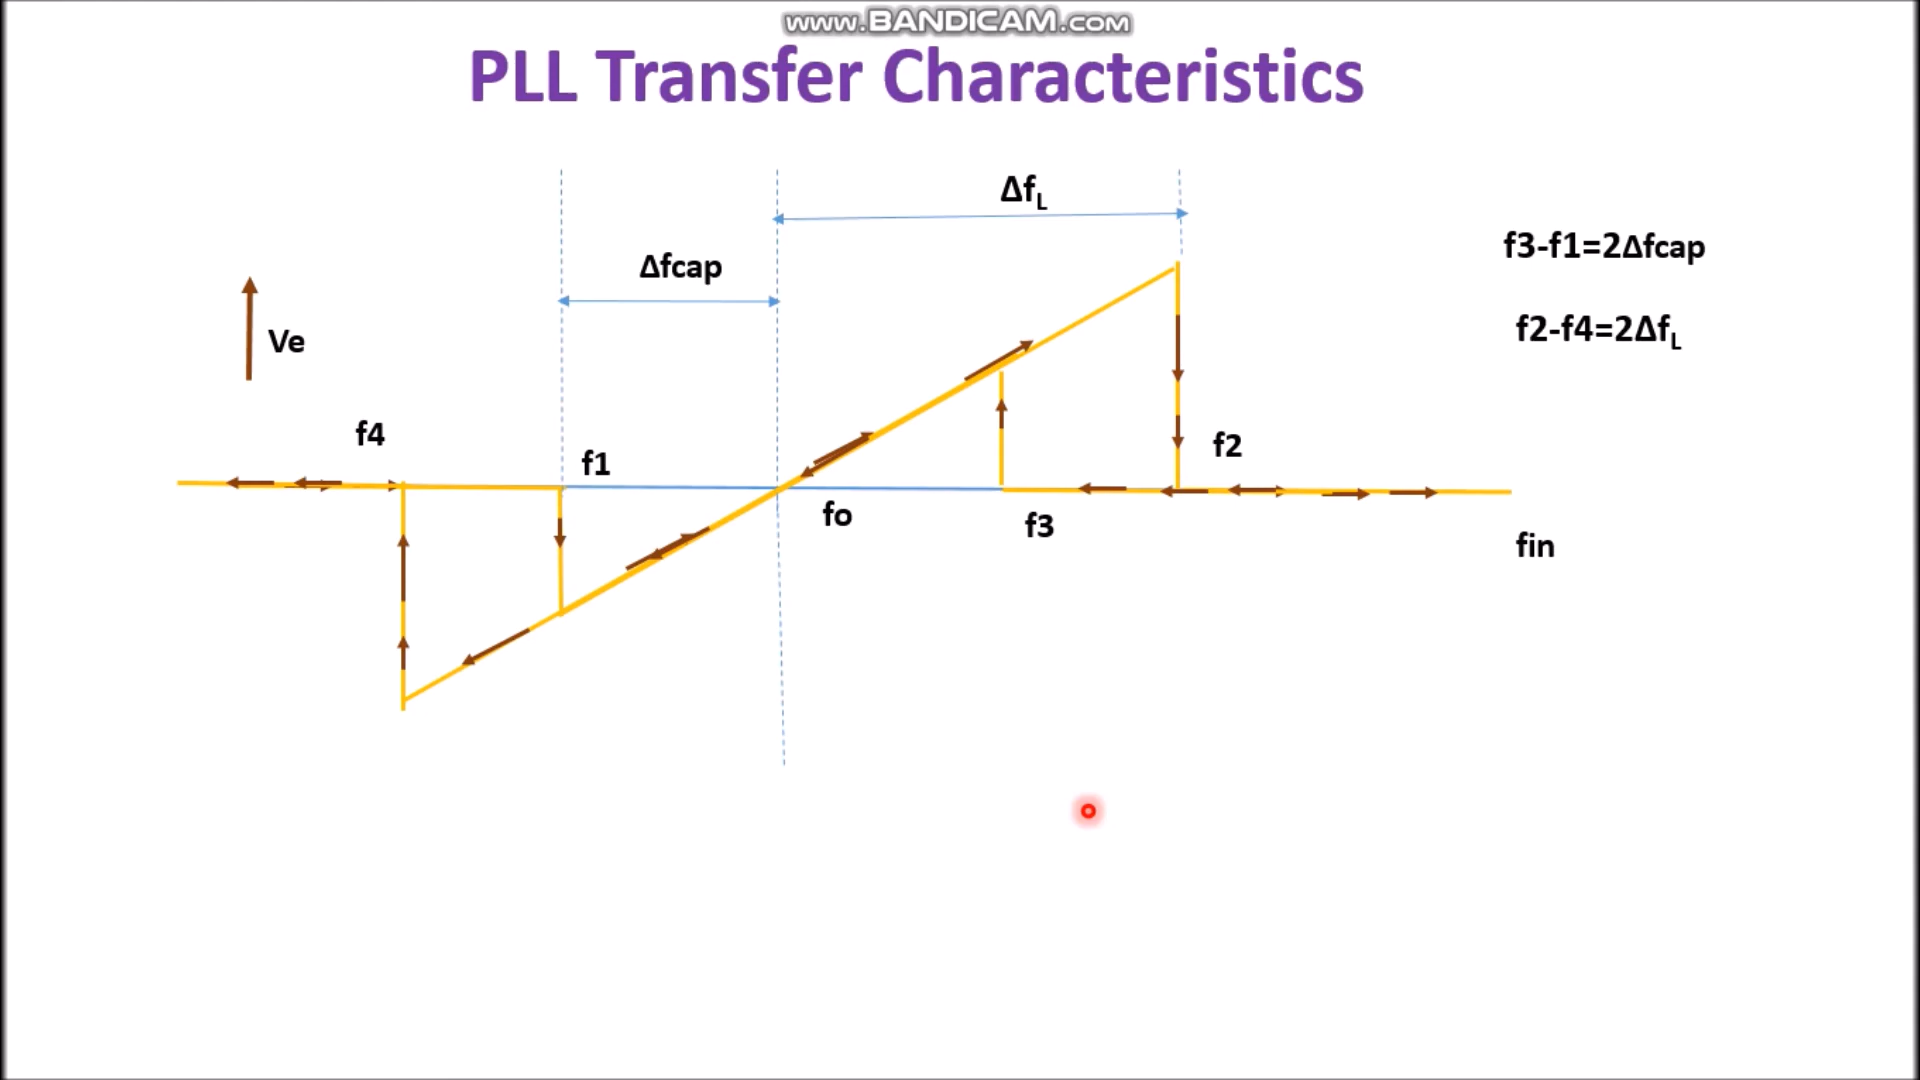 www.BANDICAM.com
PLL Transfer Characteristics
ΔfL
Δfcap
f3-f1=2Δfcap
f2-f4=2ΔfL
Ve
f4
f1
f2
fo
f3
fin